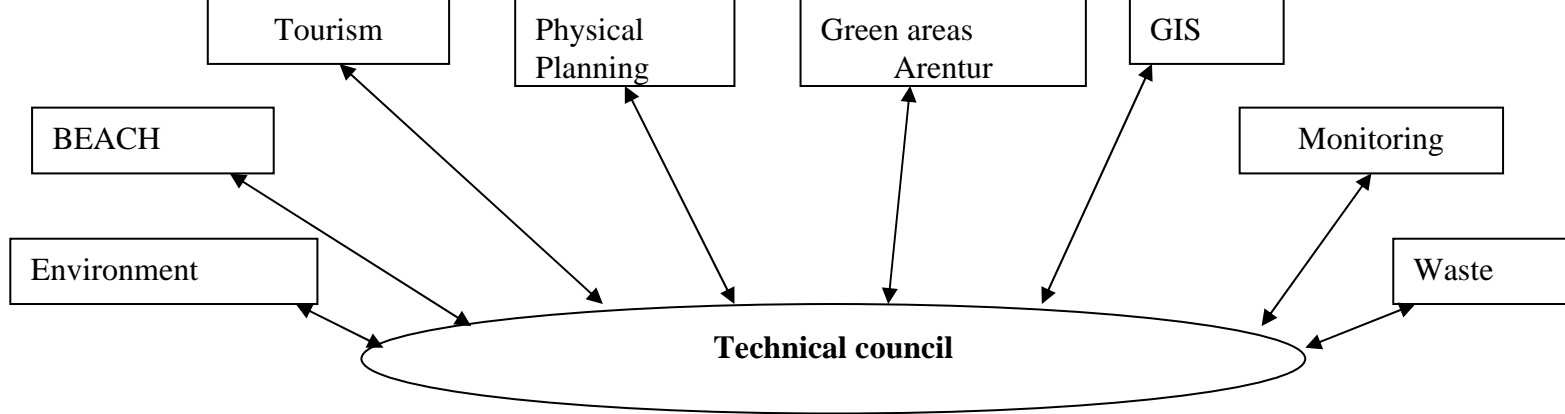 Tourism
Physical
Planning
Green areas
Arentur
GIS
BEACH
Monitoring
Environment
Waste
Technical council